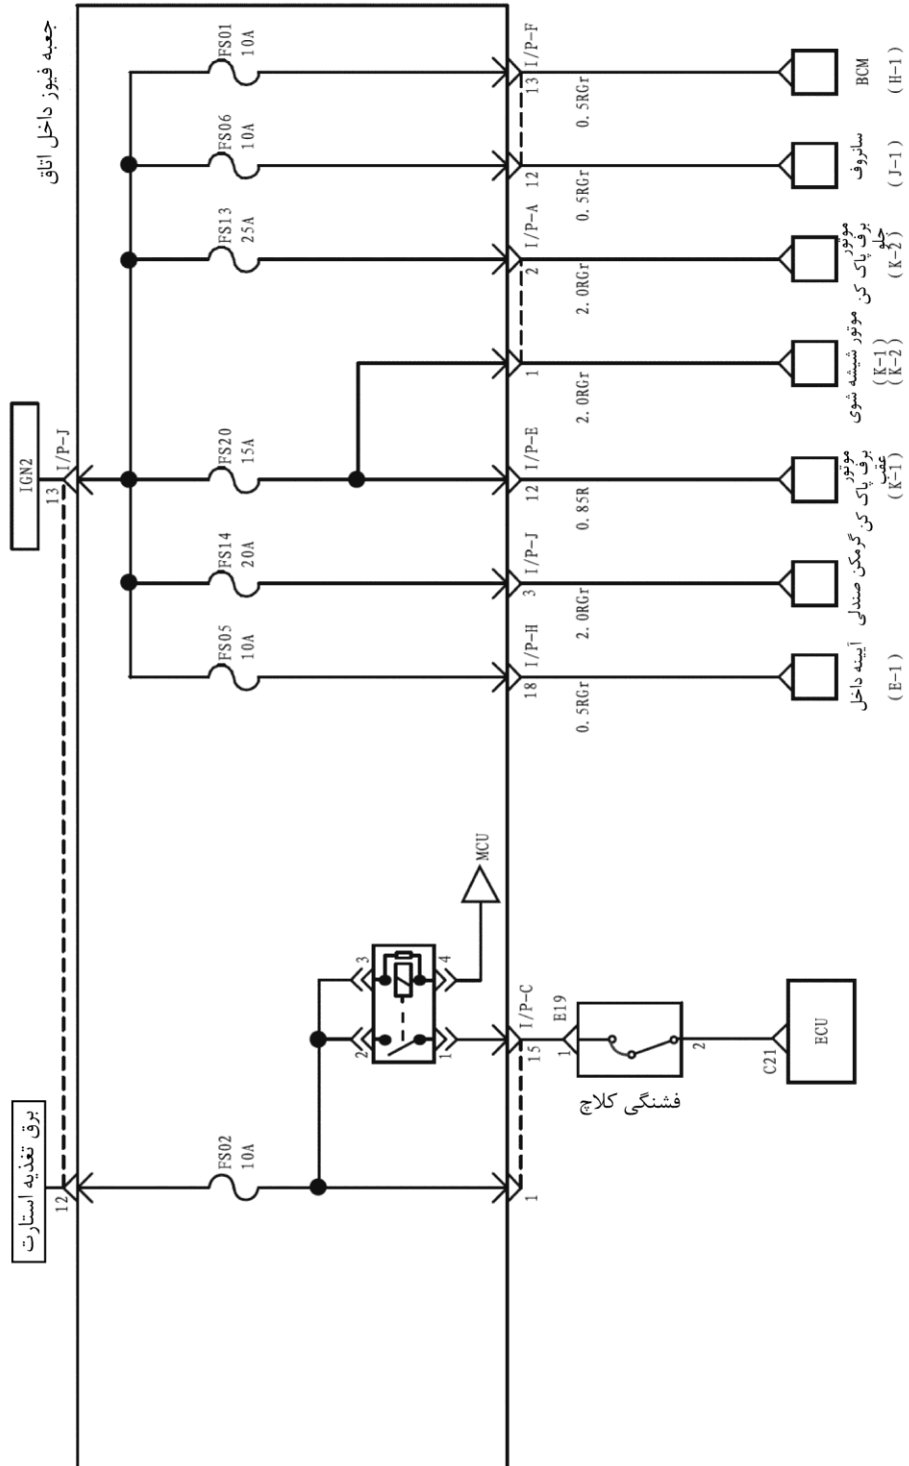 جعبه فیوز داخل اتاق
برق تغذیه استارت
12
IGN2
13
I/P-J
FS02
10A
FS05
10A
FS14
20A
FS20
15A
FS13
25A
FS06
10A
FS01
10A
2
3
1
4
MCU
1
15
I/P-C
18
I/P-H
3
I/P-J
12
I/P-E
1
2
I/P-A
12
13
I/P-F
1
E19
2
فشنگی کلاچ
0.5RGr
2.0RGr
0.85R
2.0RGr
2.0RGr
0.5RGr
0.5RGr
C21
ECU
آیینه داخل
(E-1)
گرمکن صندلی
موتور
برف پاک کن
عقب
(K-1)
موتور شیشه شوی
(K-1)
(K-2)
موتور
برف پاک کن
جلو
(K-2)
سانروف
(J-1)
BCM
(H-1)